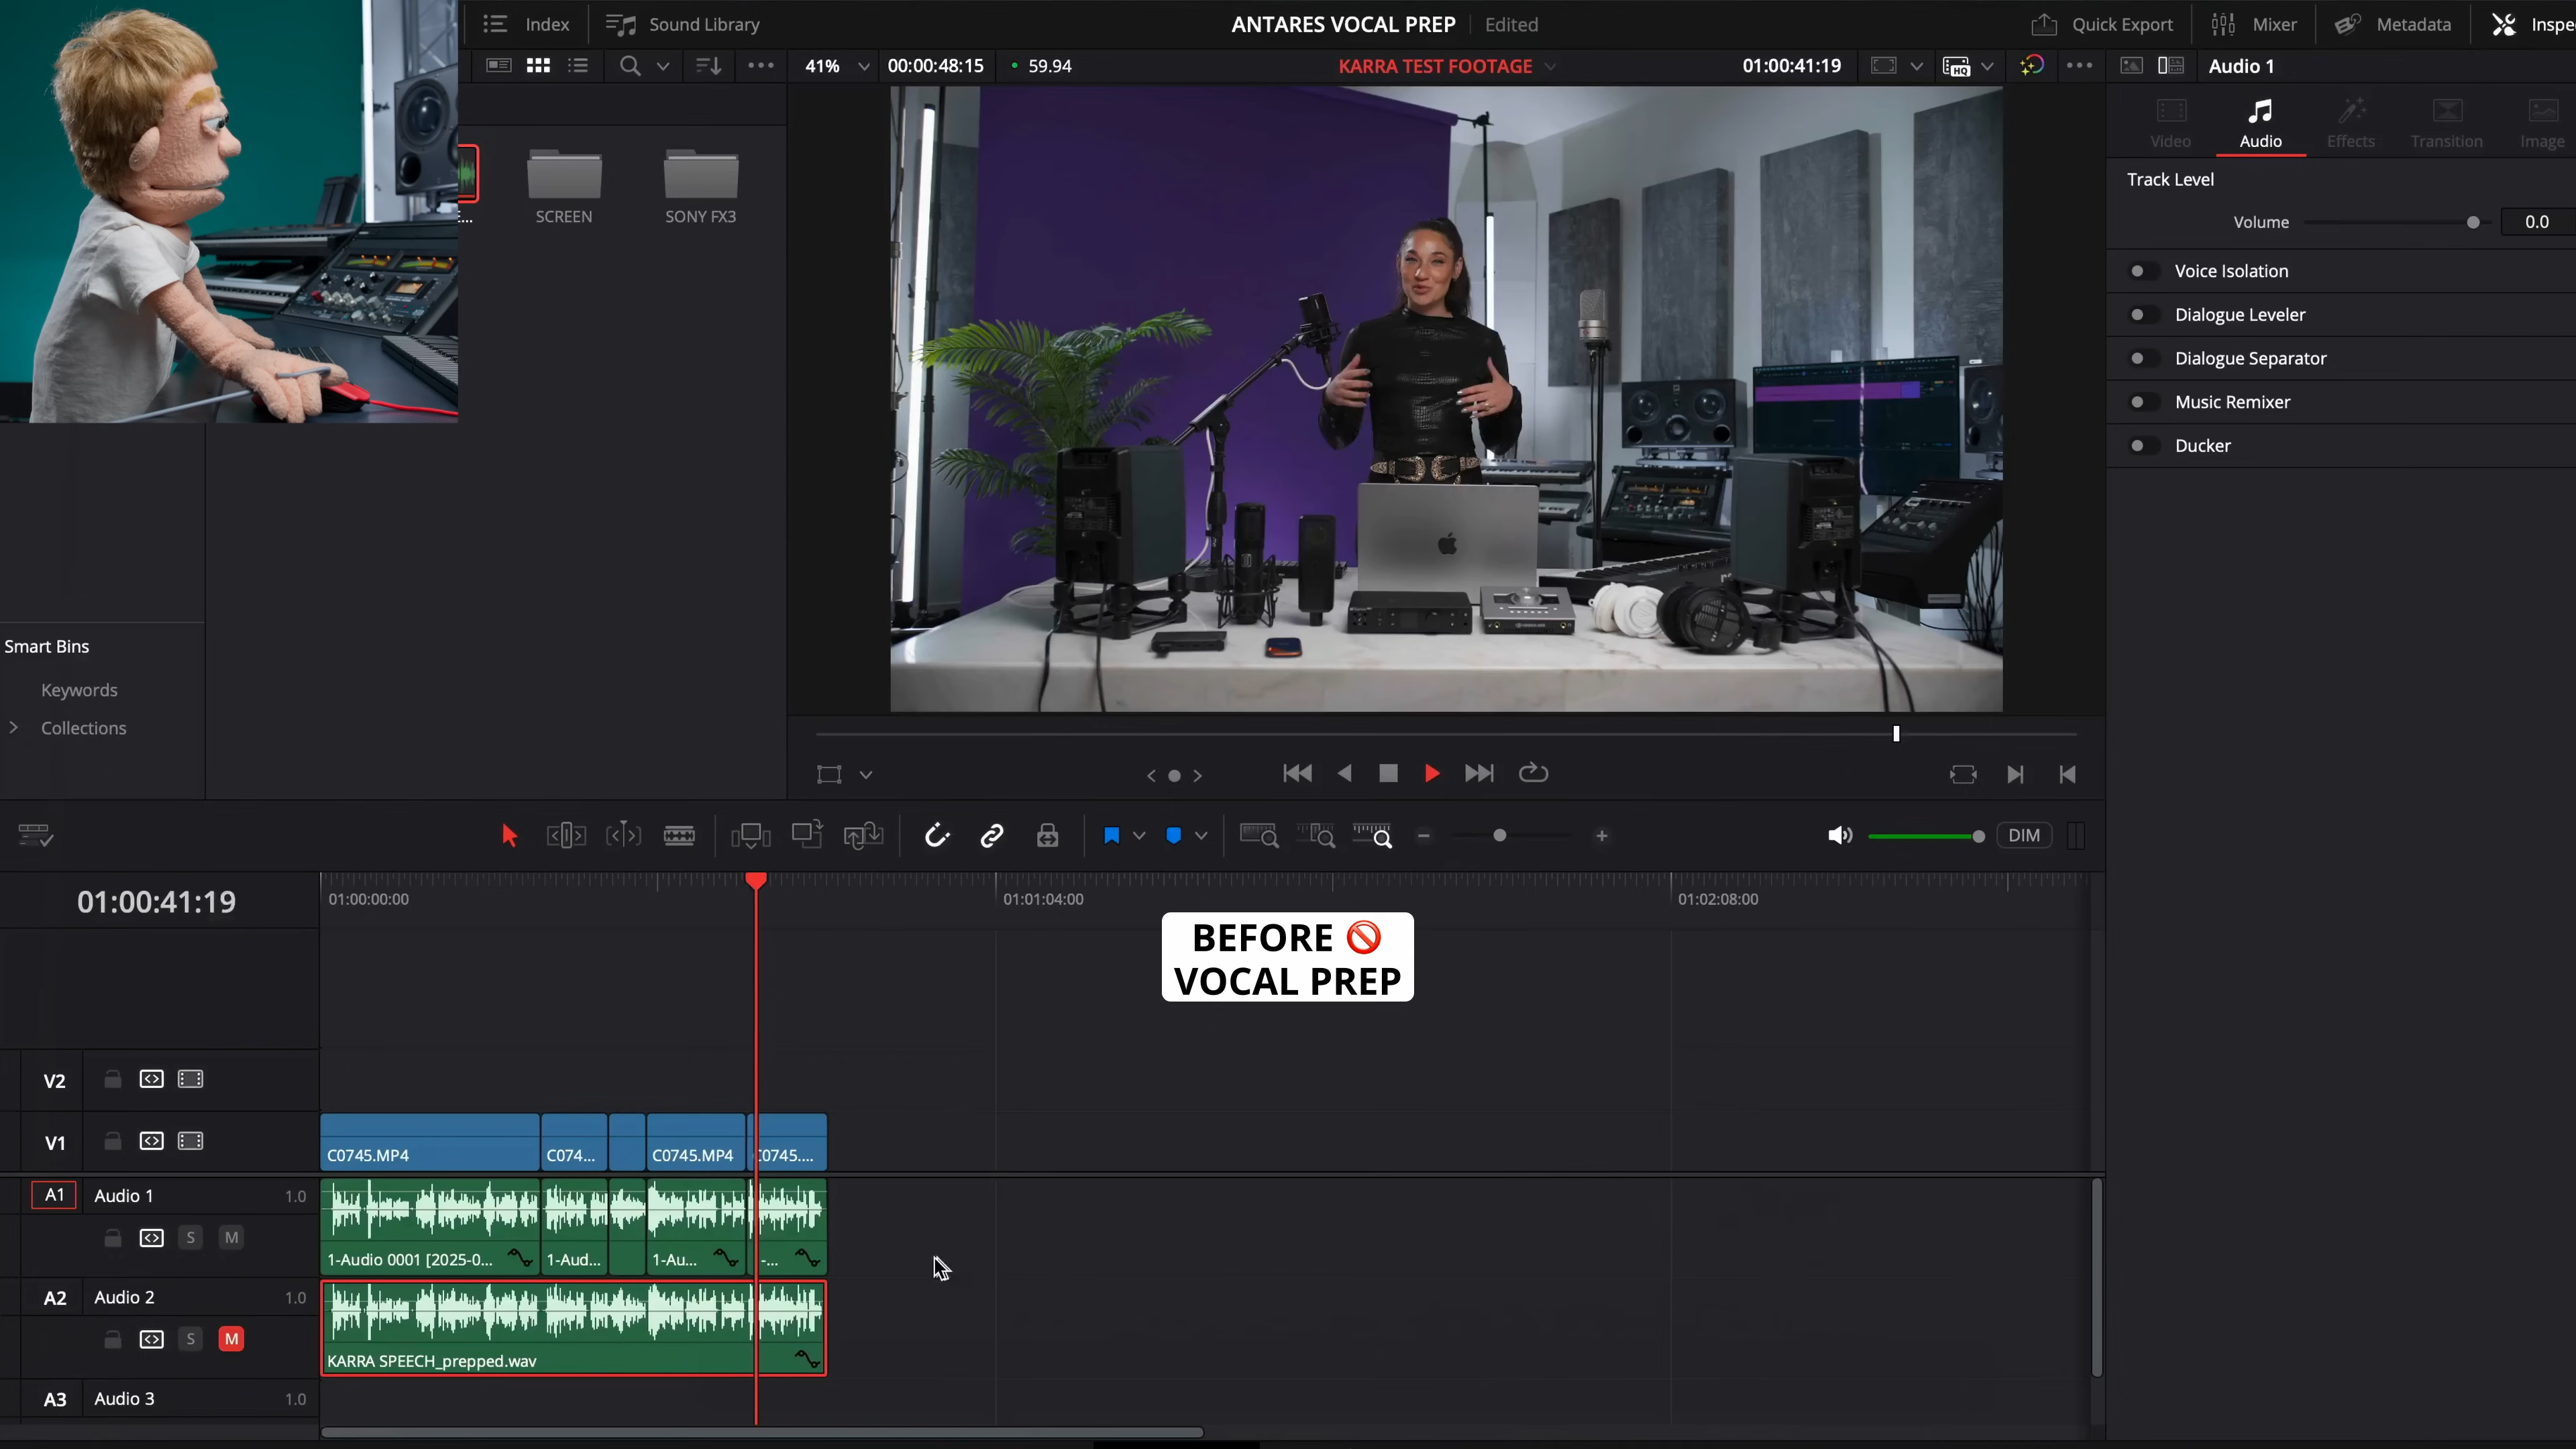 Index
Sound Library
ANTARES VOCAL PREP
Edited
Quick Export
Mixer
Metadata
Inspe
41%
00:00:48:15
59.94
KARRA TEST FOOTAGE
01:00:41:19
HQ
Audio 1
Video
Audio
Effects
Transition
Image
Track Level
Volume
0.0
Voice Isolation
Dialogue Leveler
Dialogue Separator
Music Remixer
Ducker
E...
SCREEN
SONY FX3
Smart Bins
Keywords
Collections
DIM
01:00:41:19
01:00:00:00
01:01:04:00
01:02:08:00
BEFORE 🚫
VOCAL PREP
V2
V1
C0745.MP4
C074...
C0745.MP4
C0745....
A1
Audio 1
1.0
S
M
1-Audio 0001 [2025-0...
1-Aud...
1-Au...
-...
A2
Audio 2
1.0
S
M
KARRA SPEECH_prepped.wav
A3
Audio 3
1.0